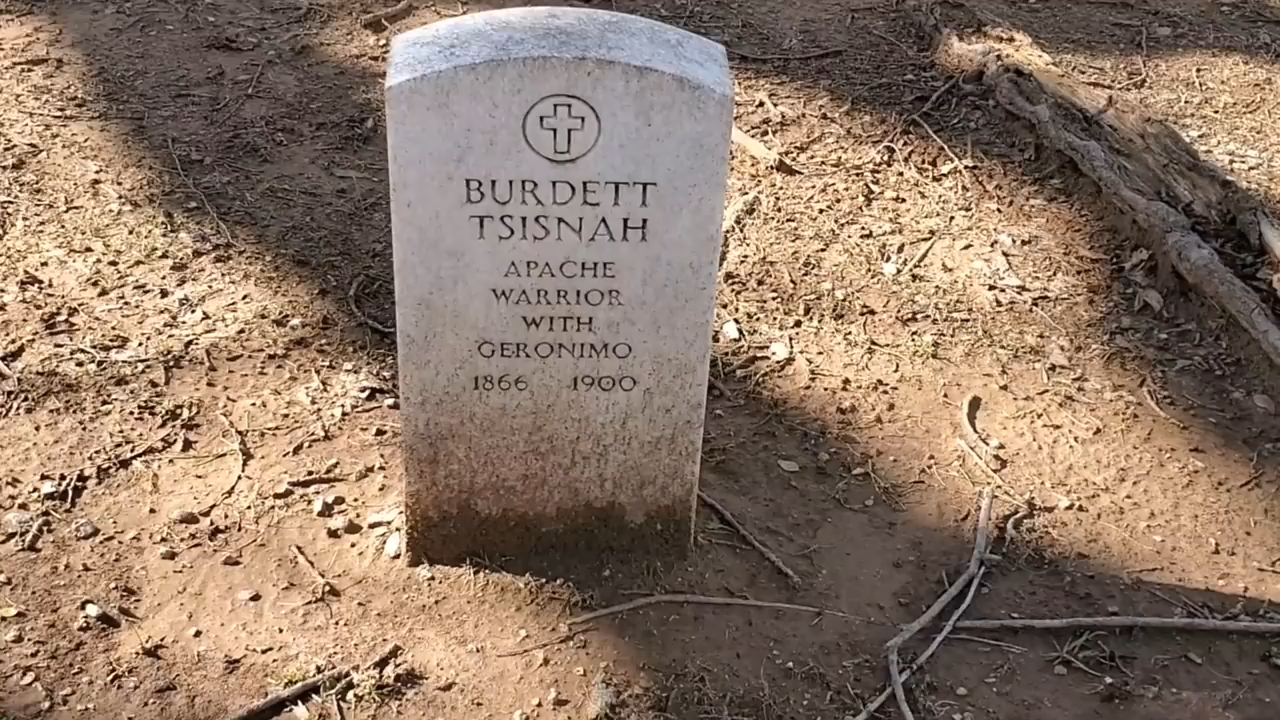 BURDETT
TSISNAH
APACHE
WARRIOR
WITH
GERONIMO
1866 1900